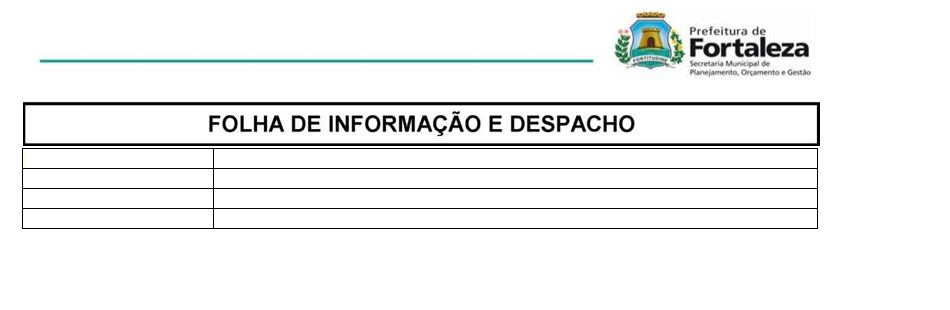 Prefeitura de
Fortaleza
Secretaria Municipal de
Planejamento, Orçamento e Gestão
FORTITUDINE
FOLHA DE INFORMAÇÃO E DESPACHO